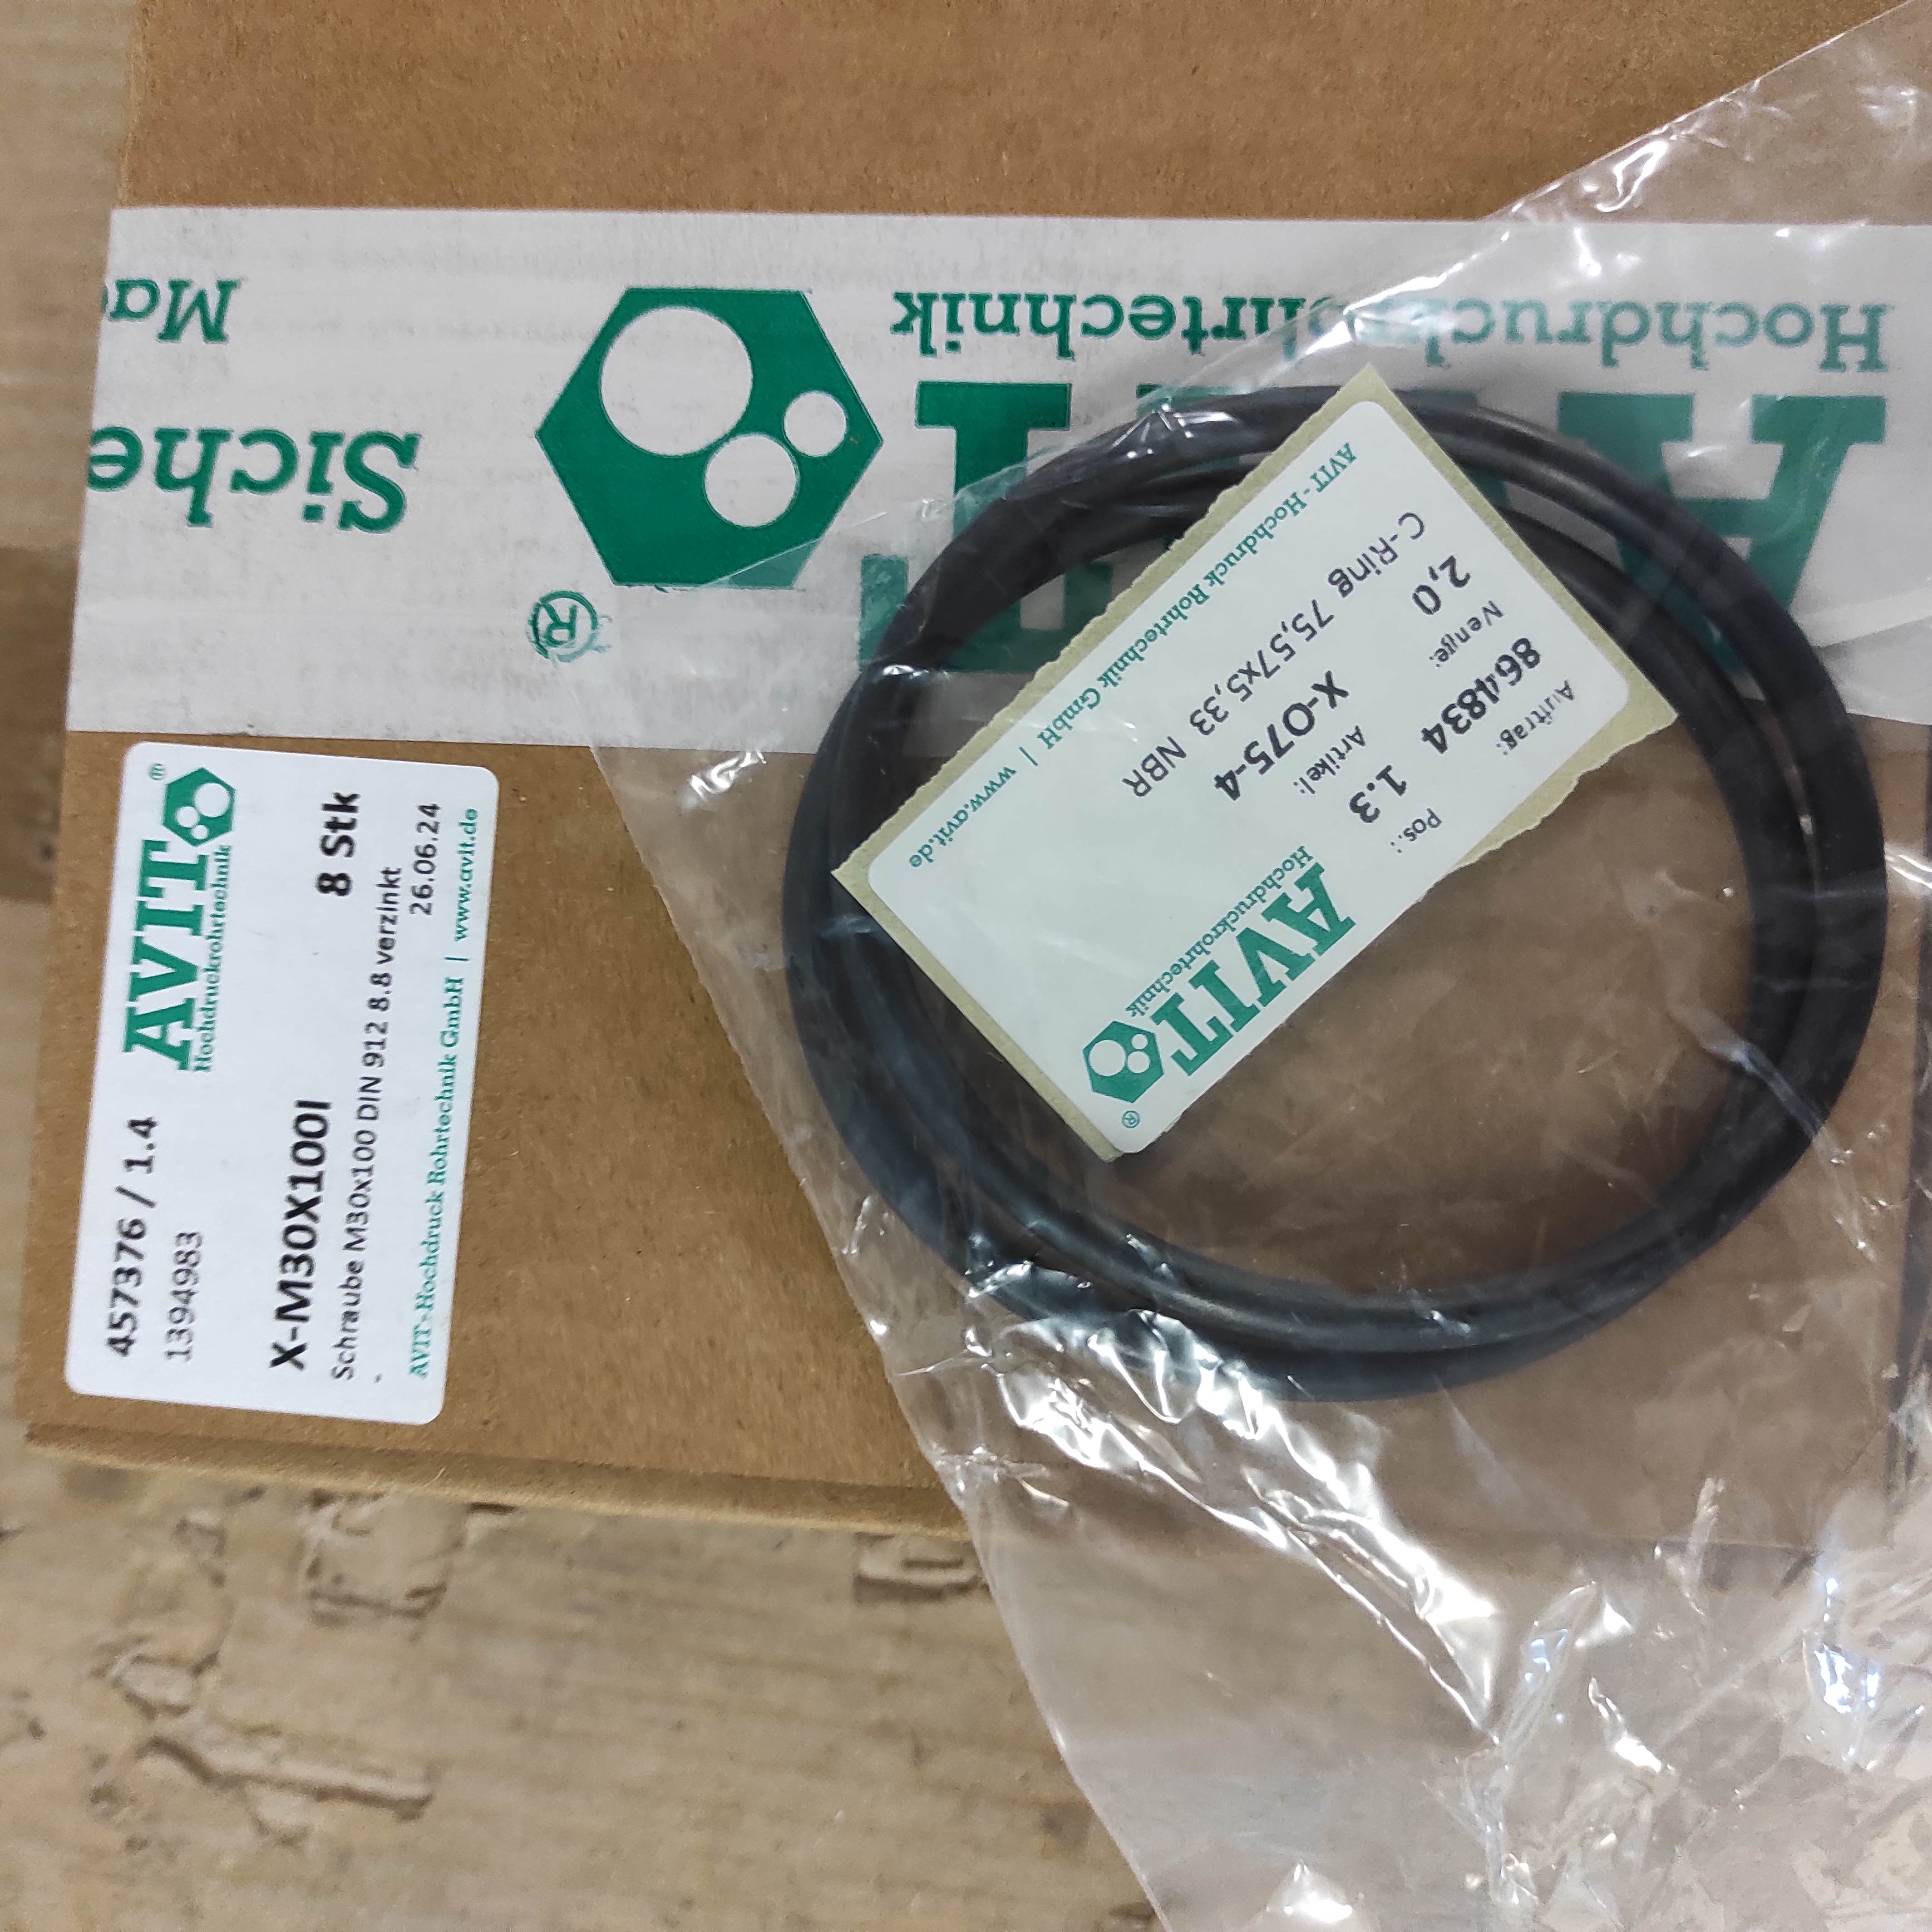 Hochdruck
Rohrtechnik
®
Siche
Ma
457376 / 1.4
1394983
AVIT
®
Hochdruckrohrtechnik
X-M30X100I
8 Stk
Schraube M30x100 DIN 912 8.8 verzinkt
-
26.06.24
AVIT-Hochdruck Rohrtechnik GmbH | www.avit.de
Auftrag:
Pos.:
864834
1.3
Menge:
Artikel:
2,0
X-O75-4
C-Ring 75,57x5,33 NBR
AVIT
Hochdruckrohrtechnik
®
AVIT - Hochdruck Rohrtechnik GmbH | www.avit.de